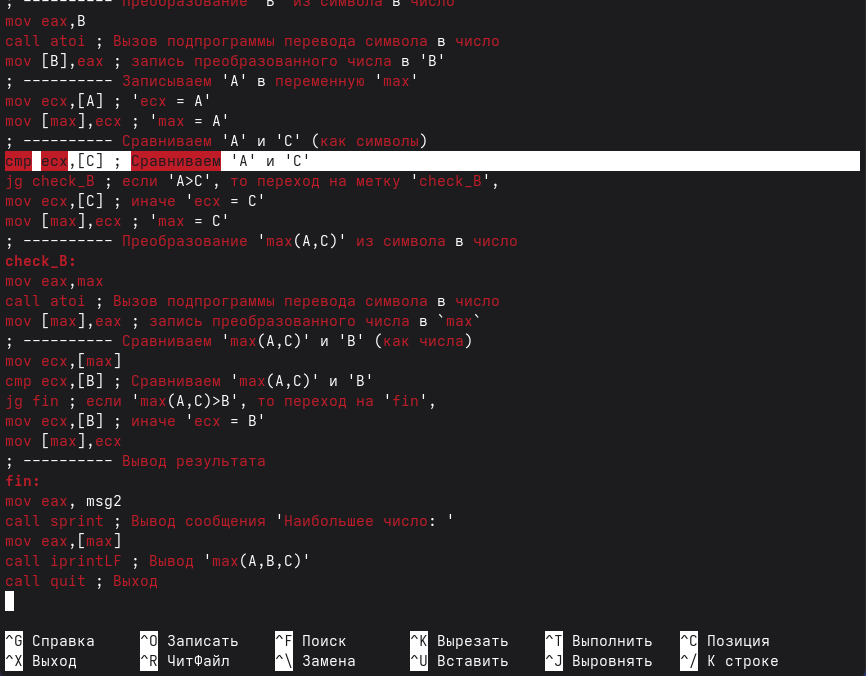 ; ---------- Преобразование 'B' из символа в число
mov eax,B
call atoi ; Вызов подпрограммы перевода символа в число
mov [B],eax ; запись преобразованного числа в 'B'
; ---------- Записываем 'A' в переменную 'max'
mov ecx,[A] ; 'ecx = A'
mov [max],ecx ; 'max = A'
; ---------- Сравниваем 'A' и 'С' (как символы)
cmp ecx,[C] ; Сравниваем 'A' и 'С'
jg check_B ; если 'A>C', то переход на метку 'check_B',
mov ecx,[C] ; иначе 'ecx = C'
mov [max],ecx ; 'max = C'
; ---------- Преобразование 'max(A,C)' из символа в число
check_B:
mov eax,max
call atoi ; Вызов подпрограммы перевода символа в число
mov [max],eax ; запись преобразованного числа в `max`
; ---------- Сравниваем 'max(A,C)' и 'B' (как числа)
mov ecx,[max]
cmp ecx,[B] ; Сравниваем 'max(A,C)' и 'B'
jg fin ; если 'max(A,C)>B', то переход на 'fin',
mov ecx,[B] ; иначе 'ecx = B'
mov [max],ecx
; ---------- Вывод результата
fin:
mov eax, msg2
call sprint ; Вывод сообщения 'Наибольшее число: '
mov eax,[max]
call iprintLF ; Вывод 'max(A,B,C)'
call quit ; Выход
^G Справка ^O Записать ^F Поиск ^K Вырезать ^T Выполнить ^C Позиция
^X Выход ^R ЧитФайл ^\ Замена ^U Вставить ^J Выровнять ^/ К строке